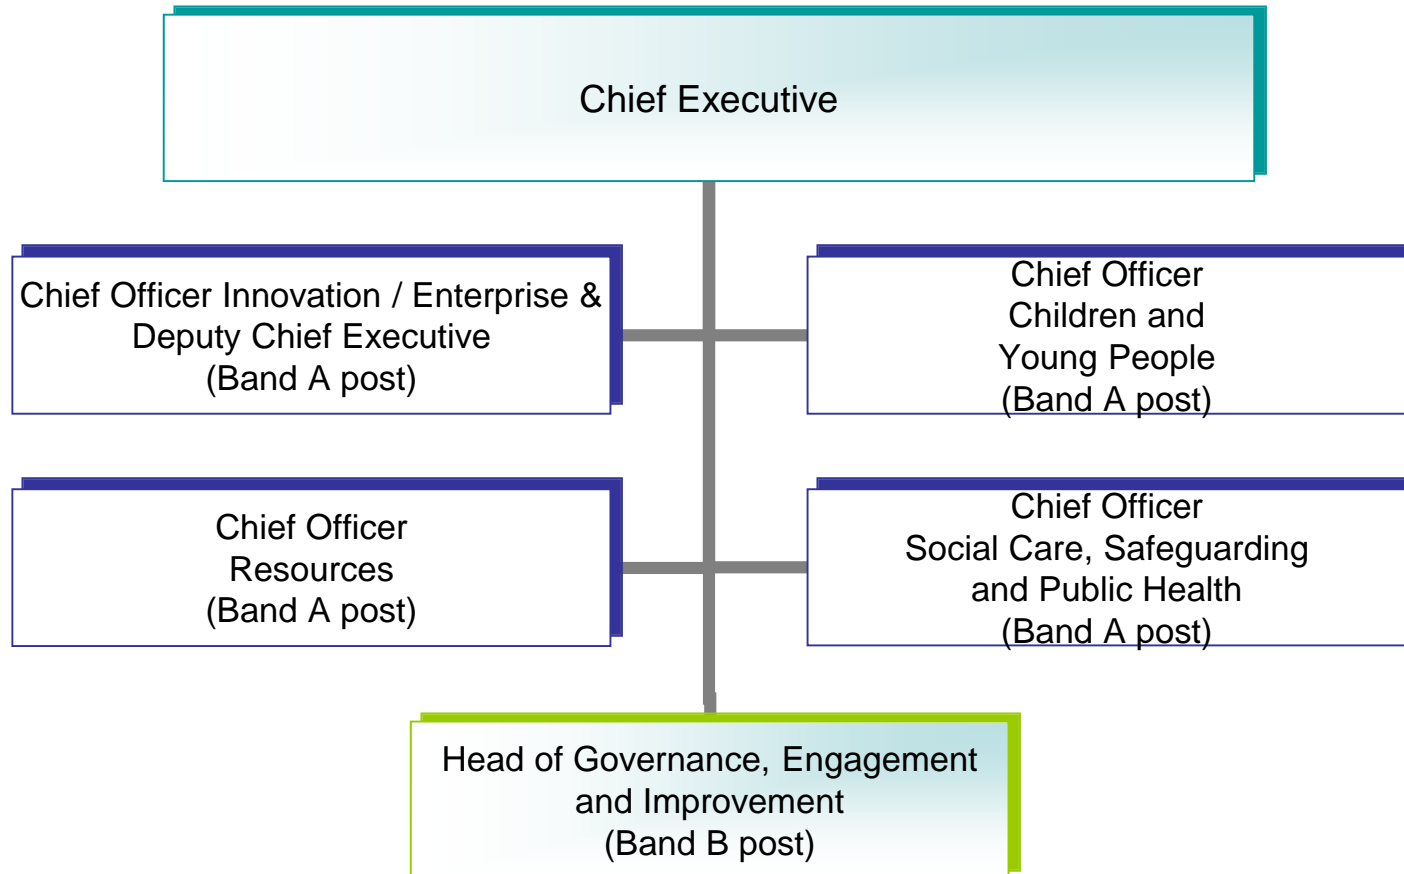 Chief Executive
Chief Officer Innovation / Enterprise &
Deputy Chief Executive
(Band A post)
Chief Officer
Children and
Young People
(Band A post)
Chief Officer
Resources
(Band A post)
Chief Officer
Social Care, Safeguarding
and Public Health
(Band A post)
Head of Governance, Engagement
and Improvement
(Band B post)